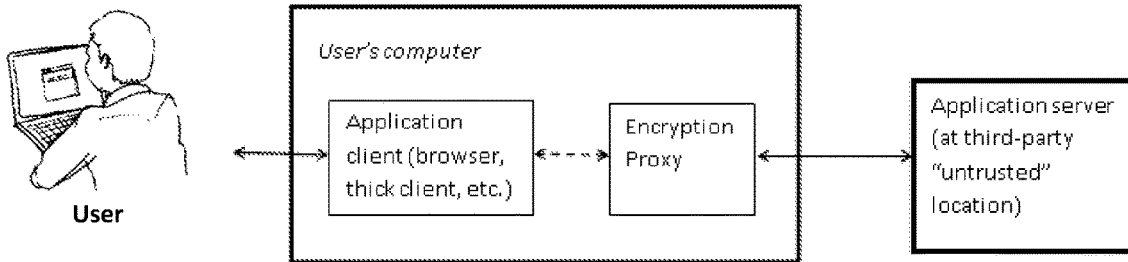 User's computer
Application
client (browser,
thick client, etc.)
Encryption
Proxy
Application server
(at third-party
"untrusted"
location)
User